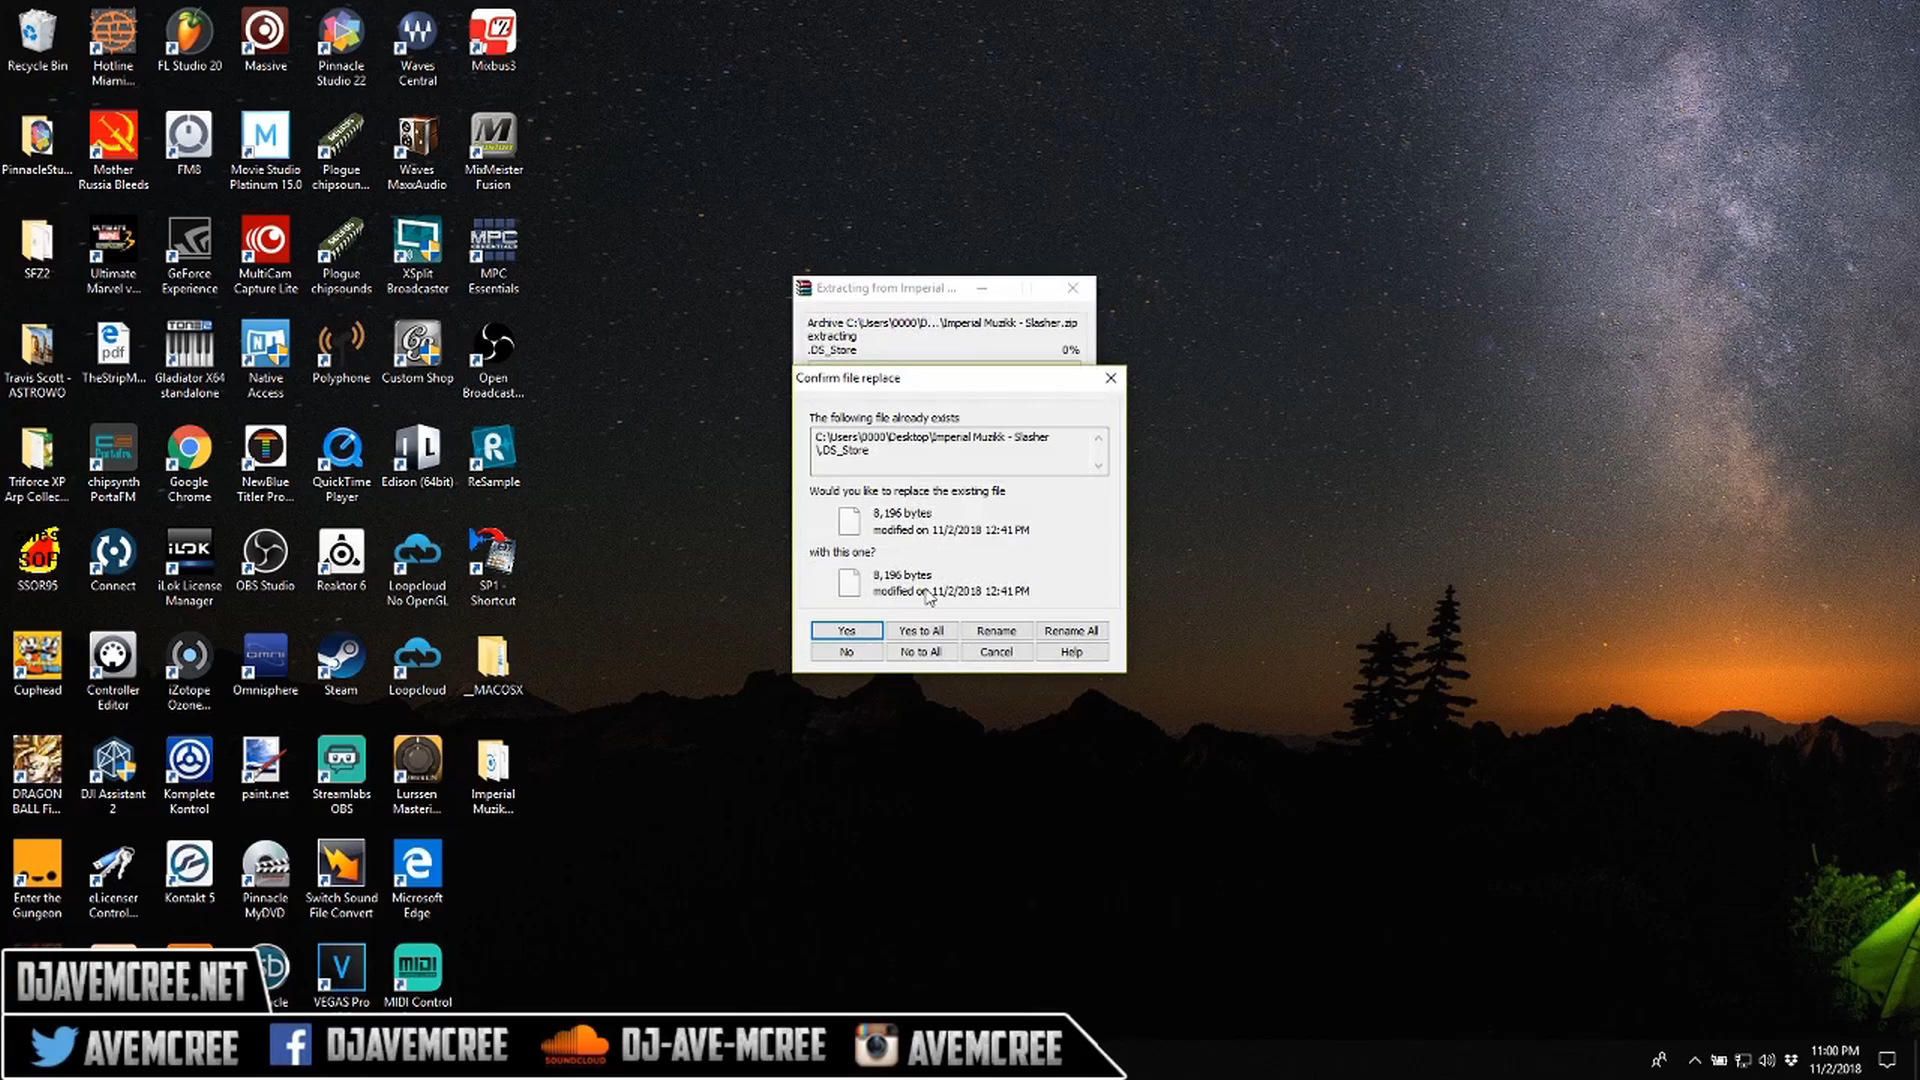 Recycle Bin
Hotline
Miami...
FL Studio 20
Massive
Pinnacle
Studio 22
Waves
Central
Mixbus3
PinnacleStu...
Mother
Russia Bleeds
FM8
Movie Studio
Platinum 15.0
Plogue
chipsoun...
Waves
MaxxAudio
MixMeister
Fusion
SFZ2
Ultimate
Marvel v...
GeForce
Experience
MultiCam
Capture Lite
Plogue
chipsounds
XSplit
Broadcaster
MPC
Essentials
Travis Scott -
ASTROWO
TheStripM...
Gladiator X64
standalone
Native
Access
Polyphone
Custom Shop
Open
Broadcast...
Triforce XP
Arp Collec...
chipsynth
PortaFM
Google
Chrome
NewBlue
Titler Pro...
QuickTime
Player
Edison (64bit)
ReSample
SSOR95
Connect
iLok License
Manager
OBS Studio
Reaktor 6
Loopcloud
No OpenGL
SP1 -
Shortcut
Cuphead
Controller
Editor
iZotope
Ozone...
Omnisphere
Steam
Loopcloud
__MACOSX
DRAGON
BALL Fi...
DJI Assistant
2
Komplete
Kontrol
paint.net
Streamlabs
OBS
Lurssen
Masteri...
Imperial
Muzik...
Enter the
Gungeon
eLicenser
Control...
Kontakt 5
Pinnacle
MyDVD
Switch Sound
File Convert
Microsoft
Edge
VEGAS Pro
MIDI Control
Extracting from Imperial ...
Archive C:\Users\0000\D...\Imperial Muzikk - Slasher.zip
extracting
.DS_Store
0%
Confirm file replace
The following file already exists
C:\Users\0000\Desktop\Imperial Muzikk - Slasher
\.DS_Store
Would you like to replace the existing file
8,196 bytes
modified on 11/2/2018 12:41 PM
with this one?
8,196 bytes
modified on 11/2/2018 12:41 PM
Yes
Yes to All
Rename
Rename All
No
No to All
Cancel
Help
DJAVEMCREE.NET
AVEMCREE
DJAVEMCREE
SOUNDCLOUD
DJ-AVE-MCREE
AVEMCREE
11:00 PM
11/2/2018